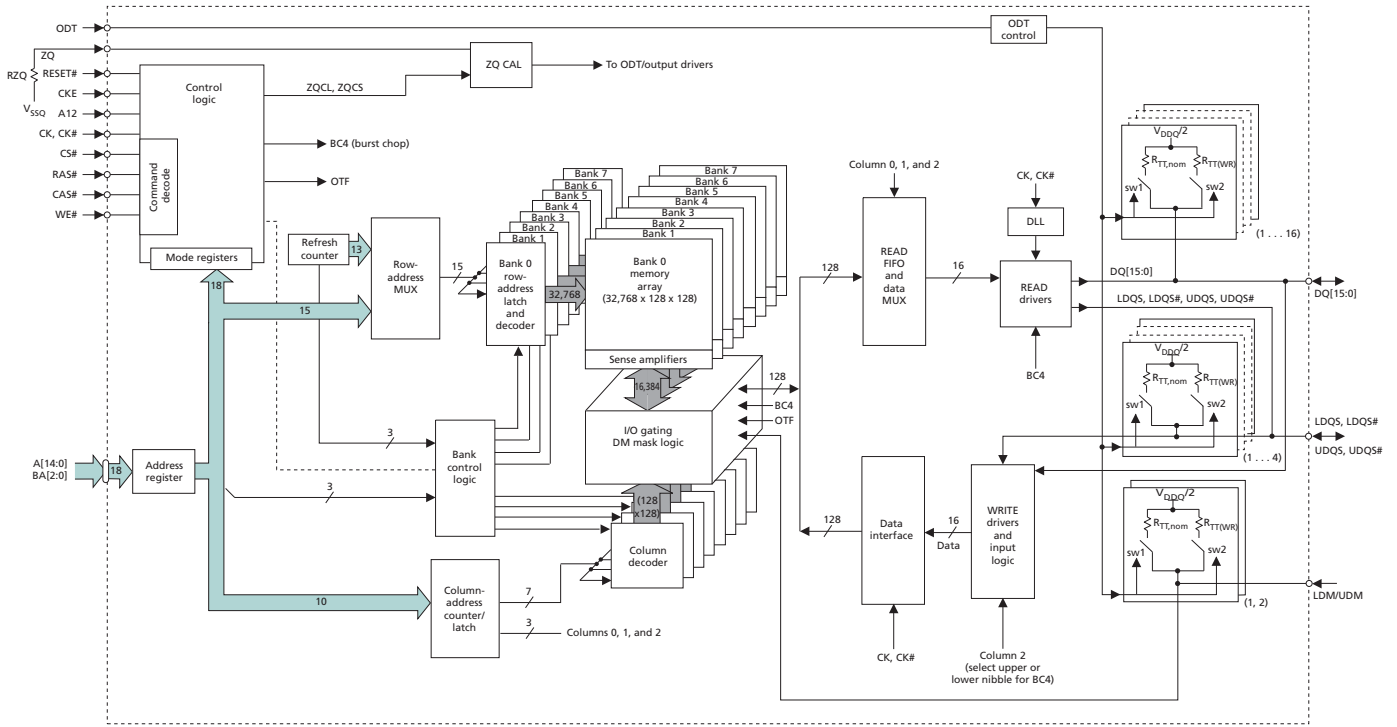 ODT
ODT
control
ZQ
RZQ
VSSQ
RESET#
CKE
A12
CK, CK#
CS#
RAS#
CAS#
WE#
Control
logic
Command
decode
Mode registers
ZQCL, ZQCS
ZQ CAL
To ODT/output drivers
BC4 (burst chop)
OTF
Refresh
counter
13
Row-
address
MUX
15
18
15
Bank 7
Bank 6
Bank 5
Bank 4
Bank 3
Bank 2
Bank 1
Bank 0
row-
address
latch
and
decoder
32,768
Bank 7
Bank 6
Bank 5
Bank 4
Bank 3
Bank 2
Bank 1
Bank 0
memory
array
(32,768 x 128 x 128)
Sense amplifiers
16,384
I/O gating
DM mask logic
128
BC4
OTF
(128
x128)
Column
decoder
3
3
Bank
control
logic
A[14:0]
BA[2:0]
18
Address
register
10
Column-
address
counter/
latch
7
3
Columns 0, 1, and 2
Column 0, 1, and 2
128
READ
FIFO
and
data
MUX
16
CK, CK#
DLL
READ
drivers
BC4
DQ[15:0]
LDQS, LDQS#, UDQS, UDQS#
128
Data
interface
CK, CK#
16
Data
WRITE
drivers
and
input
logic
Column 2
(select upper or
lower nibble for BC4)
VDDQ/2
RTT,nom
RTT(WR)
sw1
sw2
(1 . . . 16)
DQ[15:0]
VDDQ/2
RTT,nom
RTT(WR)
sw1
sw2
(1 . . . 4)
LDQS, LDQS#
UDQS, UDQS#
VDDQ/2
RTT,nom
RTT(WR)
sw1
sw2
(1, 2)
LDM/UDM